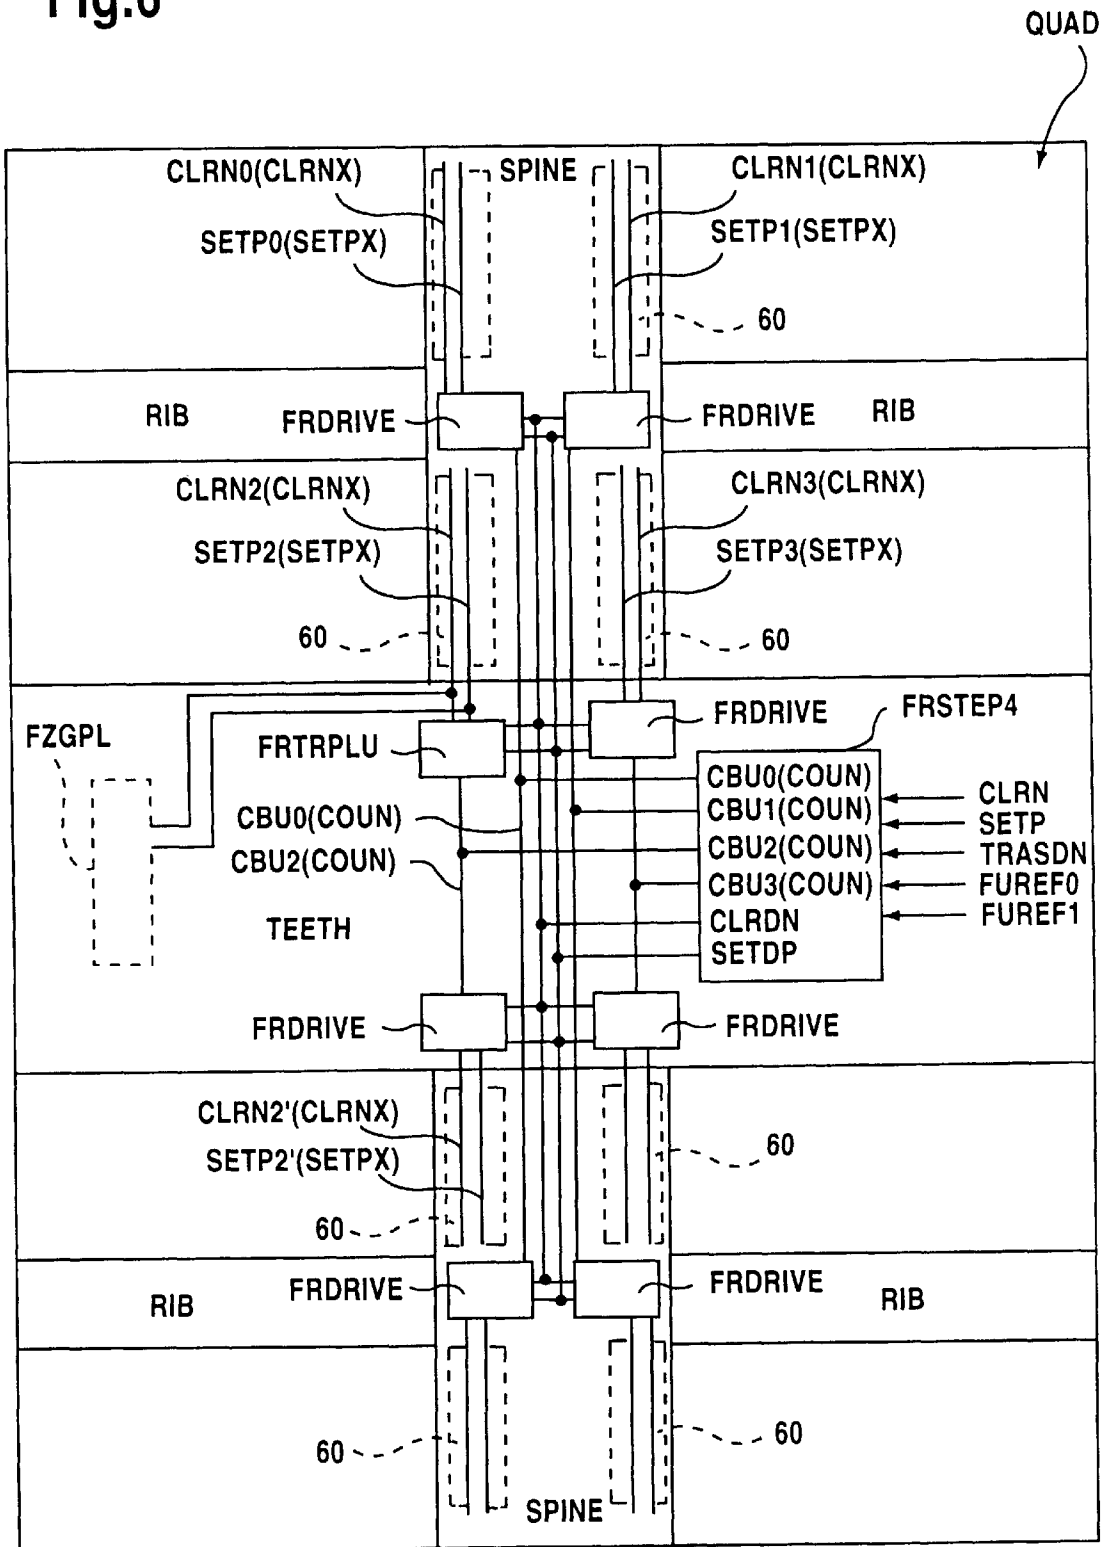 Fig.6
QUAD
CLRN0(CLRNX)
SPINE
CLRN1(CLRNX)
SETP0(SETPX)
SETP1(SETPX)
60
RIB
FRDRIVE
FRDRIVE
RIB
CLRN2(CLRNX)
CLRN3(CLRNX)
SETP2(SETPX)
SETP3(SETPX)
60
60
FZGPL
FRTRPLU
FRDRIVE
FRSTEP4
CBU0(COUN)
CBU2(COUN)
CBU0(COUN)
CBU1(COUN)
CBU2(COUN)
CBU3(COUN)
CLRDN
SETDP
CLRN
SETP
TRASDN
FUREF0
FUREF1
TEETH
FRDRIVE
FRDRIVE
CLRN2'(CLRNX)
SETP2'(SETPX)
60
60
RIB
FRDRIVE
FRDRIVE
RIB
60
60
SPINE